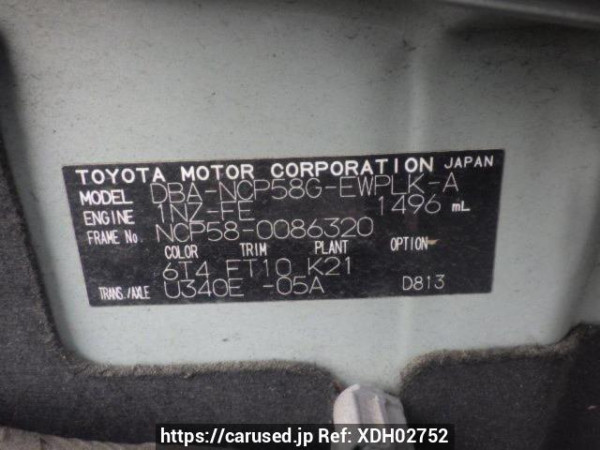 TOYOTA MOTOR CORPORATION JAPAN
MODEL DBA-NCP58G-EWPLK-A
ENGINE 1NZ-FE 1496 mL
FRAME No. NCP58-0086320
COLOR TRIM PLANT OPTION
6T4 FT10 K21
TRANS./AXLE U340E -05A D813
https://carused.jp Ref: XDH02752